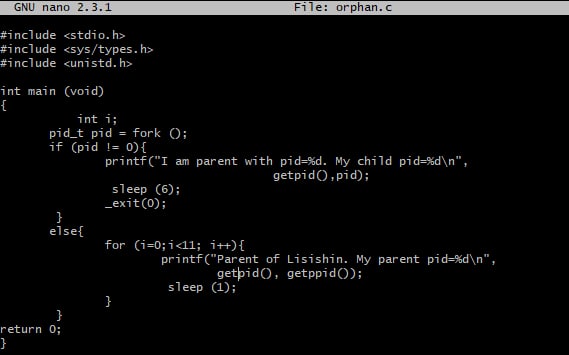 GNU nano 2.3.1 File: orphan.c
#include <stdio.h>
#include <sys/types.h>
#include <unistd.h>
int main (void)
{
int i;
pid_t pid = fork ();
if (pid != 0){
printf("I am parent with pid=%d. My child pid=%d\n",
getpid(),pid);
sleep (6);
_exit(0);
}
else{
for (i=0;i<11; i++){
printf("Parent of Lisishin. My parent pid=%d\n",
getpid(), getppid());
sleep (1);
}
}
return 0;
}